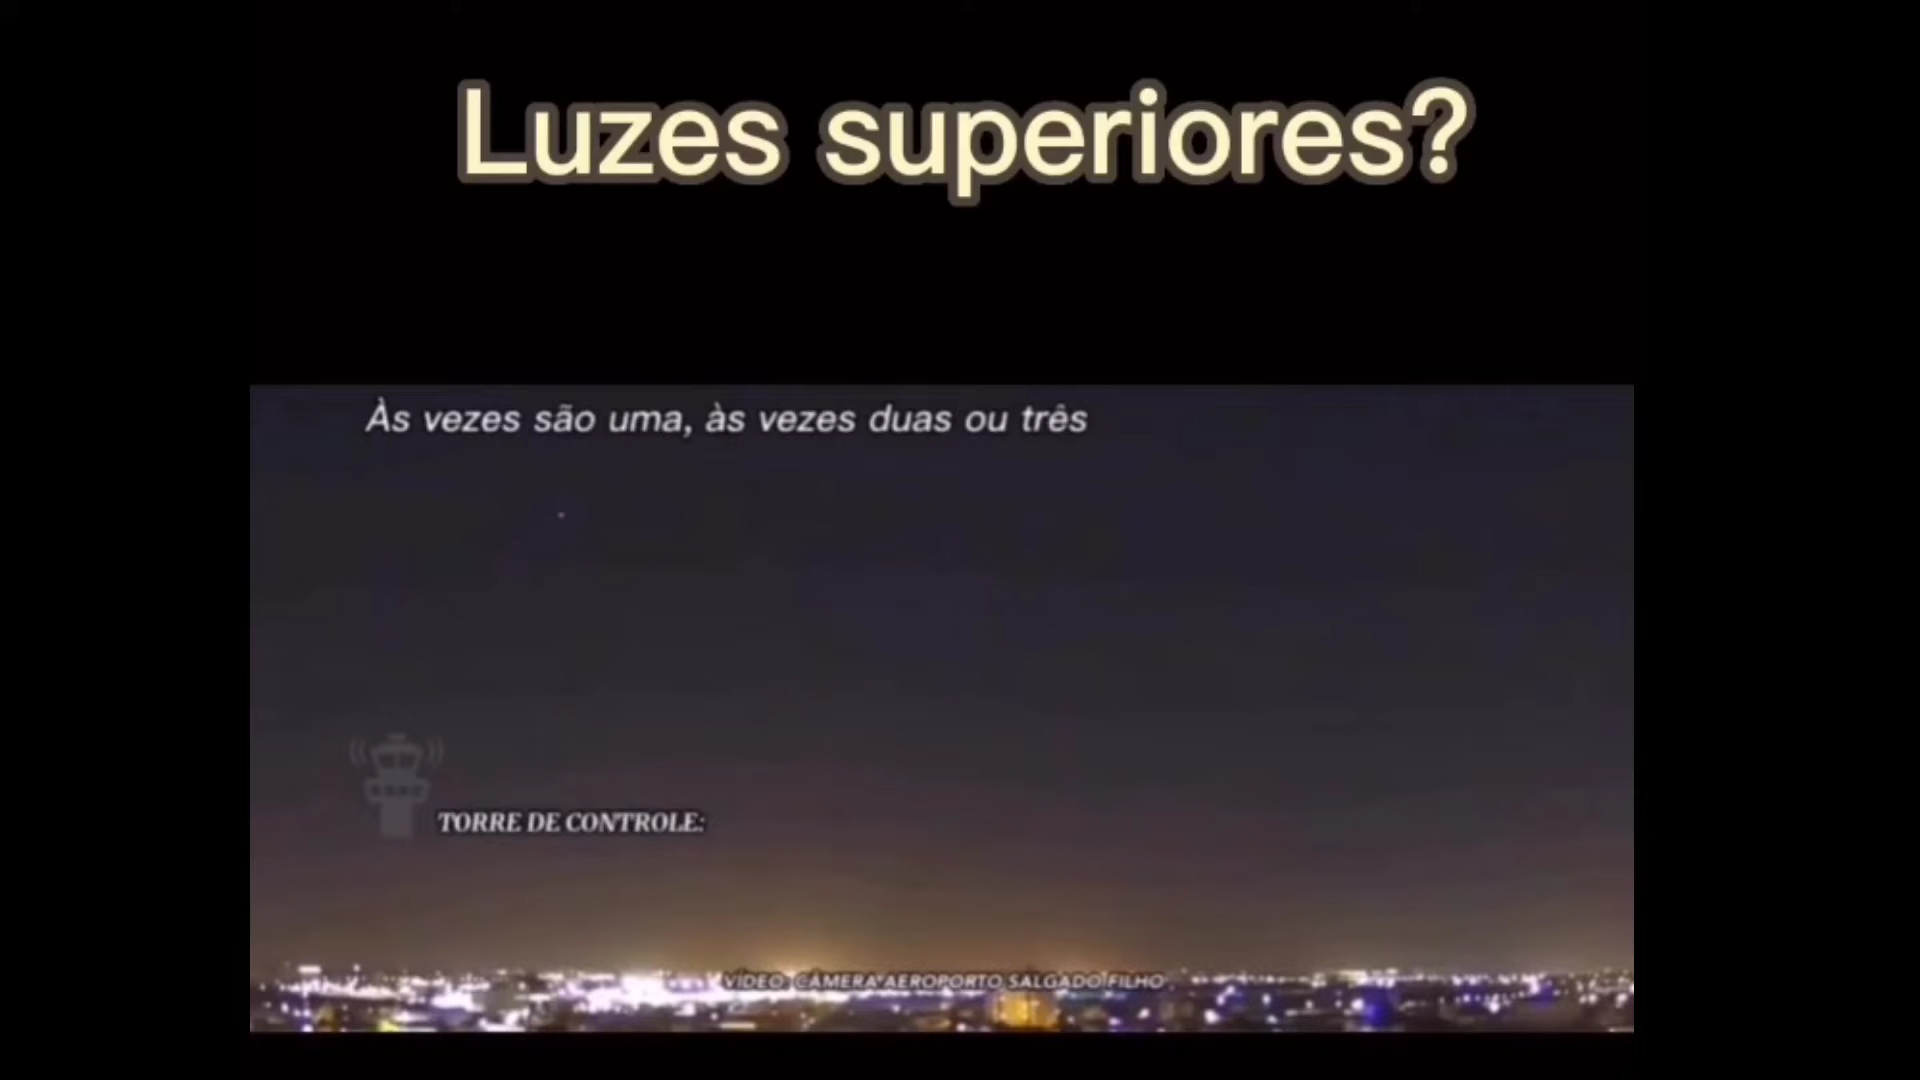 Luzes superiores?
Às vezes são uma, às vezes duas ou três
TORRE DE CONTROLE:
VÍDEO: CÂMERA AEROPORTO SALGADO FILHO